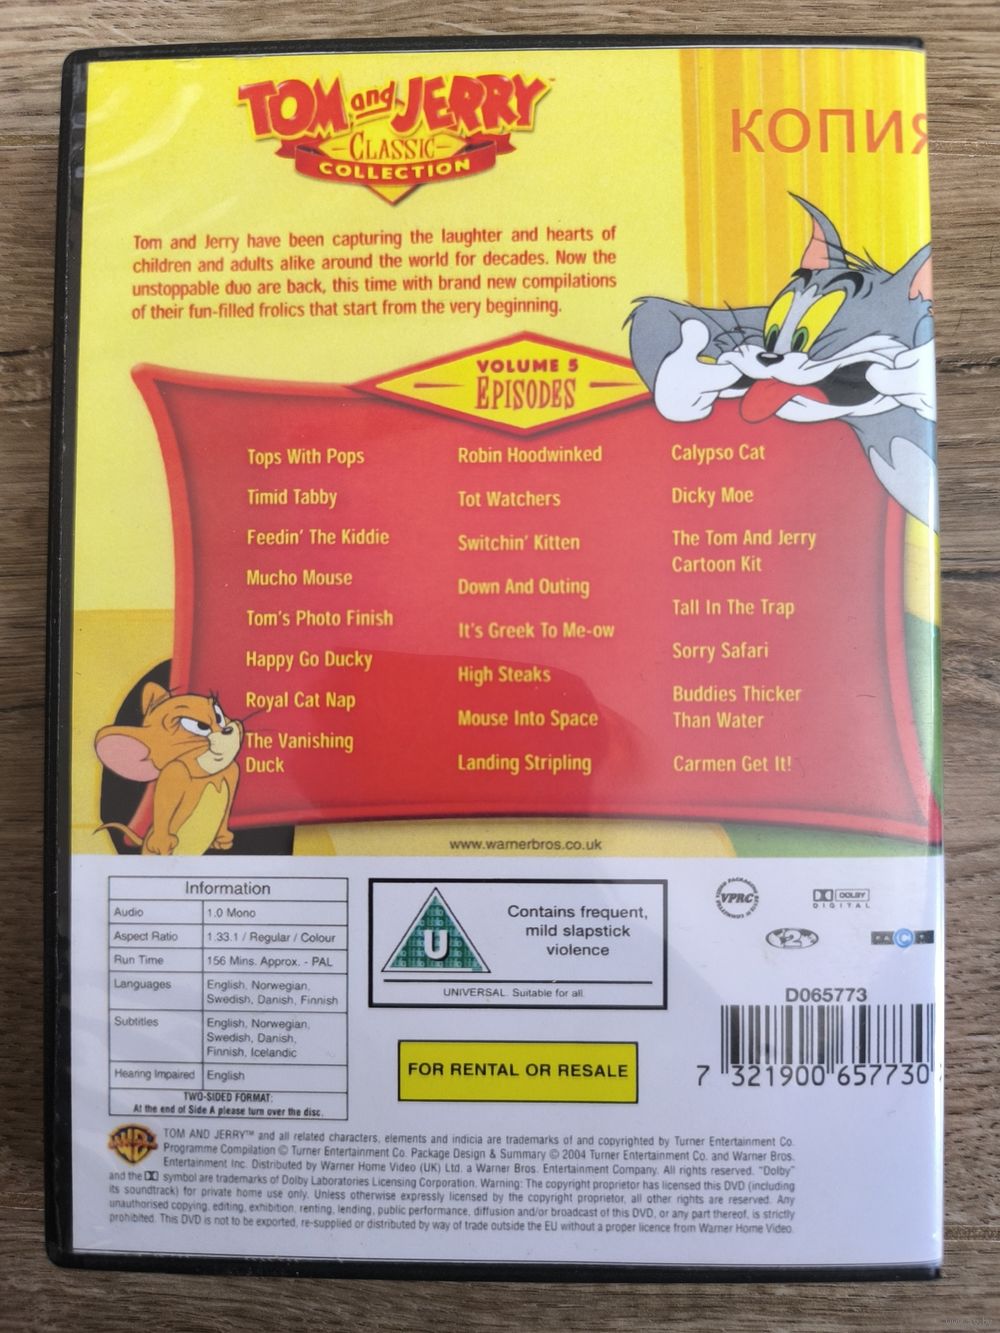 TOM and JERRY
CLASSIC
COLLECTION
КОПИЯ
Tom and Jerry have been capturing the laughter and hearts of
children and adults alike around the world for decades. Now the
unstoppable duo are back, this time with brand new compilations
of their fun-filled frolics that start from the very beginning.
VOLUME 5
EPISODES
Tops With Pops
Timid Tabby
Feedin' The Kiddie
Mucho Mouse
Tom's Photo Finish
Happy Go Ducky
Royal Cat Nap
The Vanishing
Duck
Robin Hoodwinked
Tot Watchers
Switchin' Kitten
Down And Outing
It's Greek To Me-ow
High Steaks
Mouse Into Space
Landing Stripling
Calypso Cat
Dicky Moe
The Tom And Jerry
Cartoon Kit
Tall In The Trap
Sorry Safari
Buddies Thicker
Than Water
Carmen Get It!
www.warnerbros.co.uk
Information
Audio 1.0 Mono
Aspect Ratio 1.33.1 / Regular / Colour
Run Time 156 Mins. Approx. - PAL
Languages English, Norwegian,
Swedish, Danish, Finnish
Subtitles English, Norwegian,
Swedish, Danish,
Finnish, Icelandic
Hearing Impaired English
TWO-SIDED FORMAT:
At the end of Side A please turn over the disc.
U
Contains frequent,
mild slapstick
violence
UNIVERSAL. Suitable for all.
FOR RENTAL OR RESALE
VPRC
DOLBY
DIGITAL
2
D065773
7 321900 657730
WB
TOM AND JERRY™ and all related characters, elements and indicia are trademarks of and copyrighted by Turner Entertainment Co.
Programme Compilation © Turner Entertainment Co. Package Design & Summary © 2004 Turner Entertainment Co. and Warner Bros.
Entertainment Inc. Distributed by Warner Home Video (UK) Ltd. a Warner Bros. Entertainment Company. All rights reserved. "Dolby"
and the DD symbol are trademarks of Dolby Laboratories Licensing Corporation. Warning: The copyright proprietor has licensed this DVD (including
its soundtrack) for private home use only. Unless otherwise expressly licensed by the copyright proprietor, all other rights are reserved. Any
unauthorised copying, editing, exhibition, renting, lending, public performance, diffusion and/or broadcast of this DVD, or any part thereof, is strictly
prohibited. This DVD is not to be exported, re-supplied or distributed by way of trade outside the EU without a proper licence from Warner Home Video.